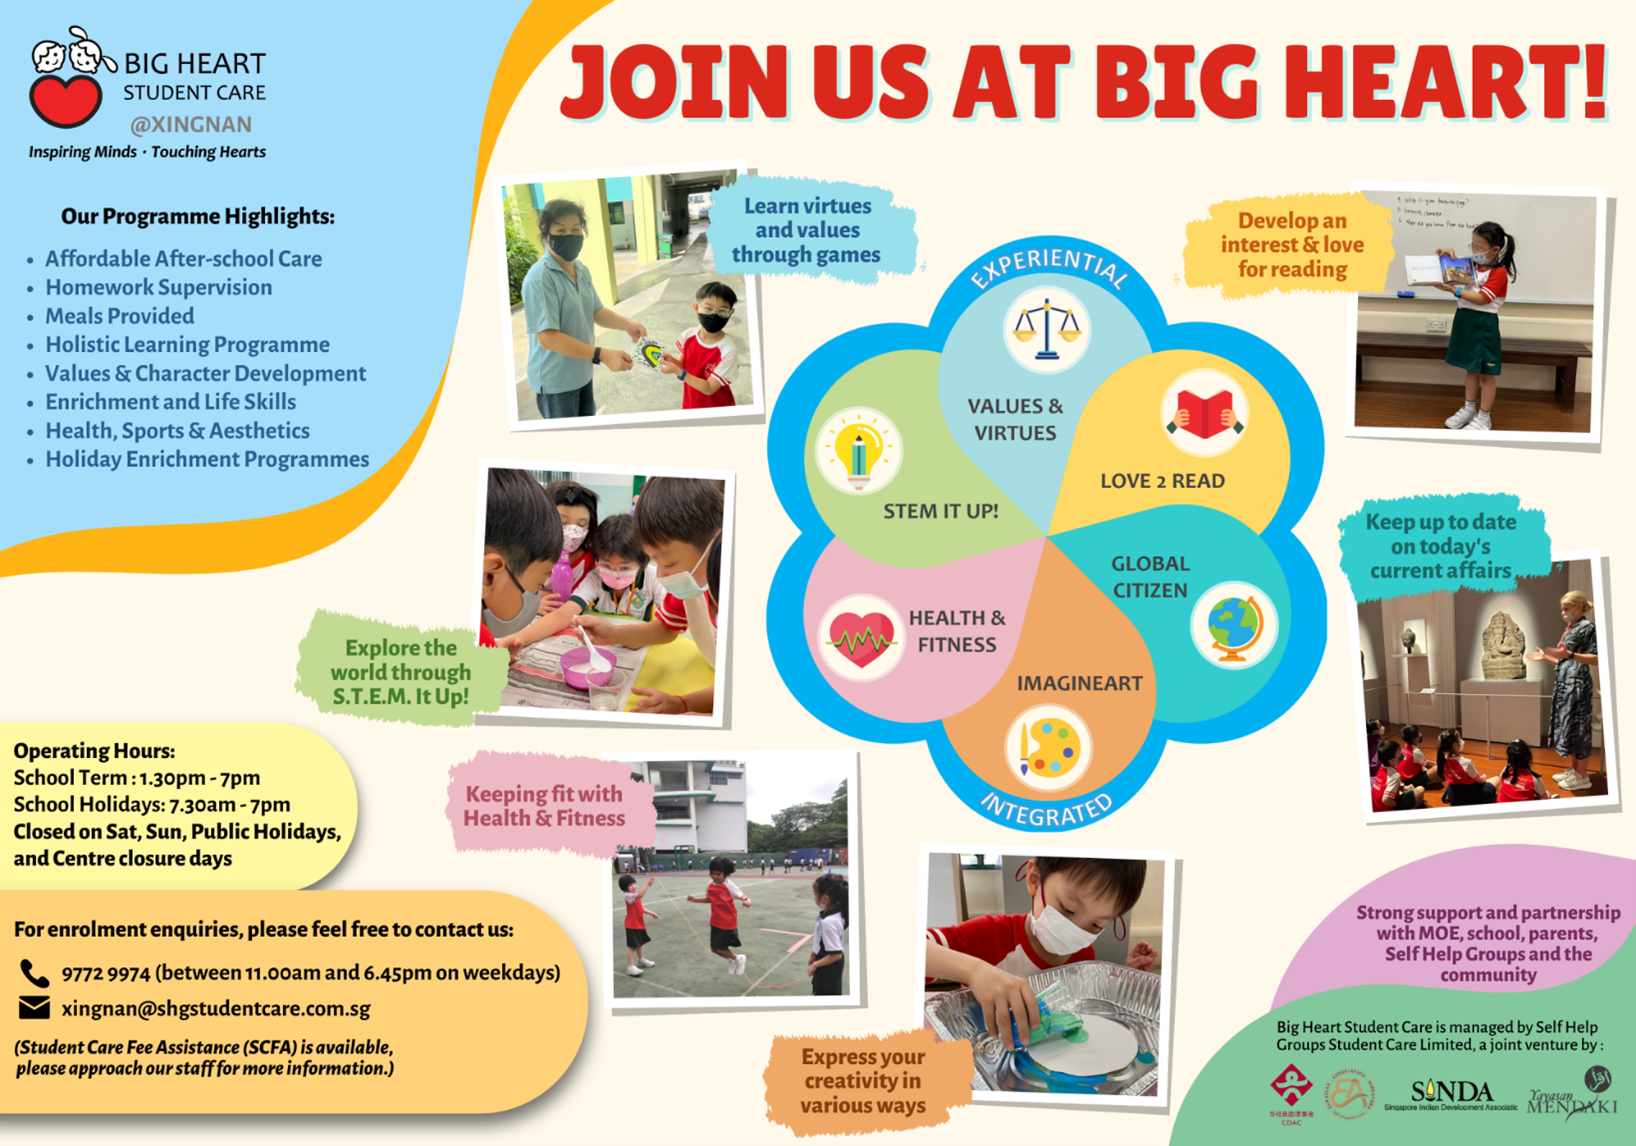 BIG HEART
STUDENT CARE
@XINGNAN
Inspiring Minds · Touching Hearts
JOIN US AT BIG HEART!
Our Programme Highlights:
• Affordable After-school Care
• Homework Supervision
• Meals Provided
• Holistic Learning Programme
• Values & Character Development
• Enrichment and Life Skills
• Health, Sports & Aesthetics
• Holiday Enrichment Programmes
Learn virtues
and values
through games
Develop an
interest & love
for reading
EXPERIENTIAL
VALUES &
VIRTUES
LOVE 2 READ
STEM IT UP!
GLOBAL
CITIZEN
HEALTH &
FITNESS
IMAGINEART
INTEGRATED
Keep up to date
on today's
current affairs
Explore the
world through
S.T.E.M. It Up!
Keeping fit with
Health & Fitness
Express your
creativity in
various ways
Operating Hours:
School Term : 1.30pm - 7pm
School Holidays: 7.30am - 7pm
Closed on Sat, Sun, Public Holidays,
and Centre closure days
For enrolment enquiries, please feel free to contact us:
9772 9974 (between 11.00am and 6.45pm on weekdays)
xingnan@shgstudentcare.com.sg
(Student Care Fee Assistance (SCFA) is available,
please approach our staff for more information.)
Strong support and partnership
with MOE, school, parents,
Self Help Groups and the
community
Big Heart Student Care is managed by Self Help
Groups Student Care Limited, a joint venture by :
CDAC
EA
SINDA
Singapore Indian Development Associatic
Yayasan
MENDAKI